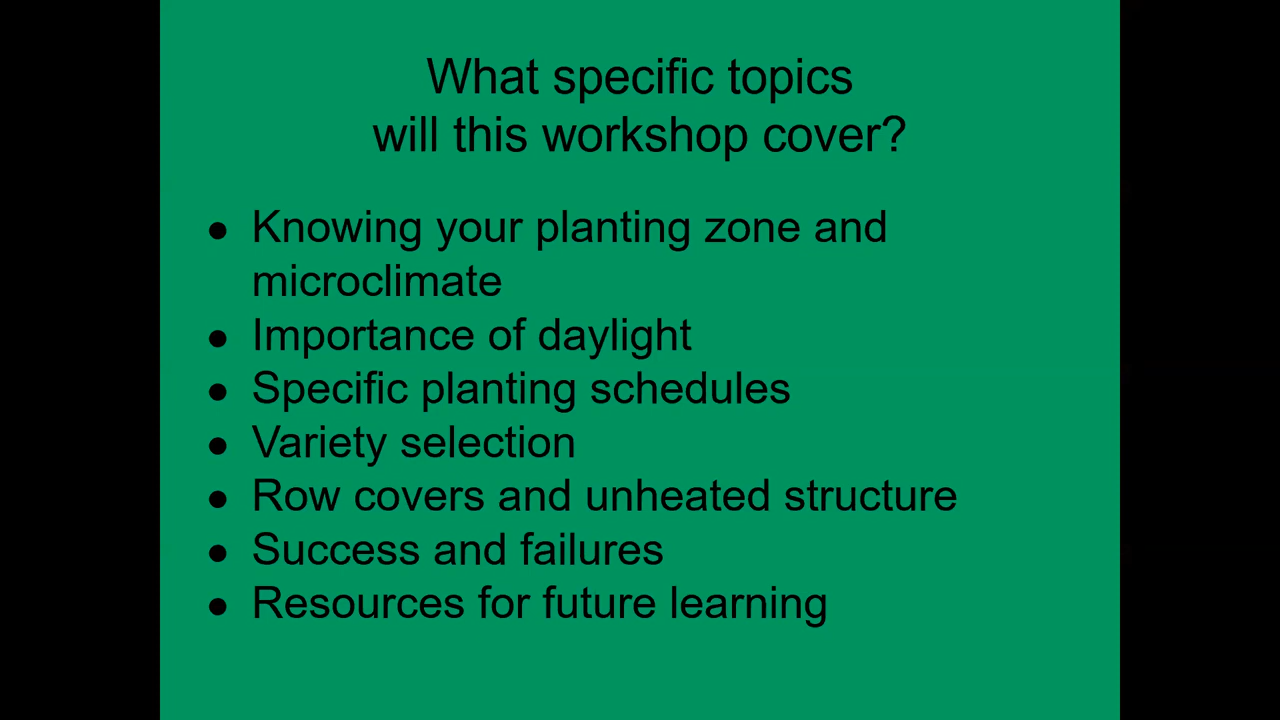 What specific topics
will this workshop cover?
● Knowing your planting zone and
microclimate
● Importance of daylight
● Specific planting schedules
● Variety selection
● Row covers and unheated structure
● Success and failures
● Resources for future learning